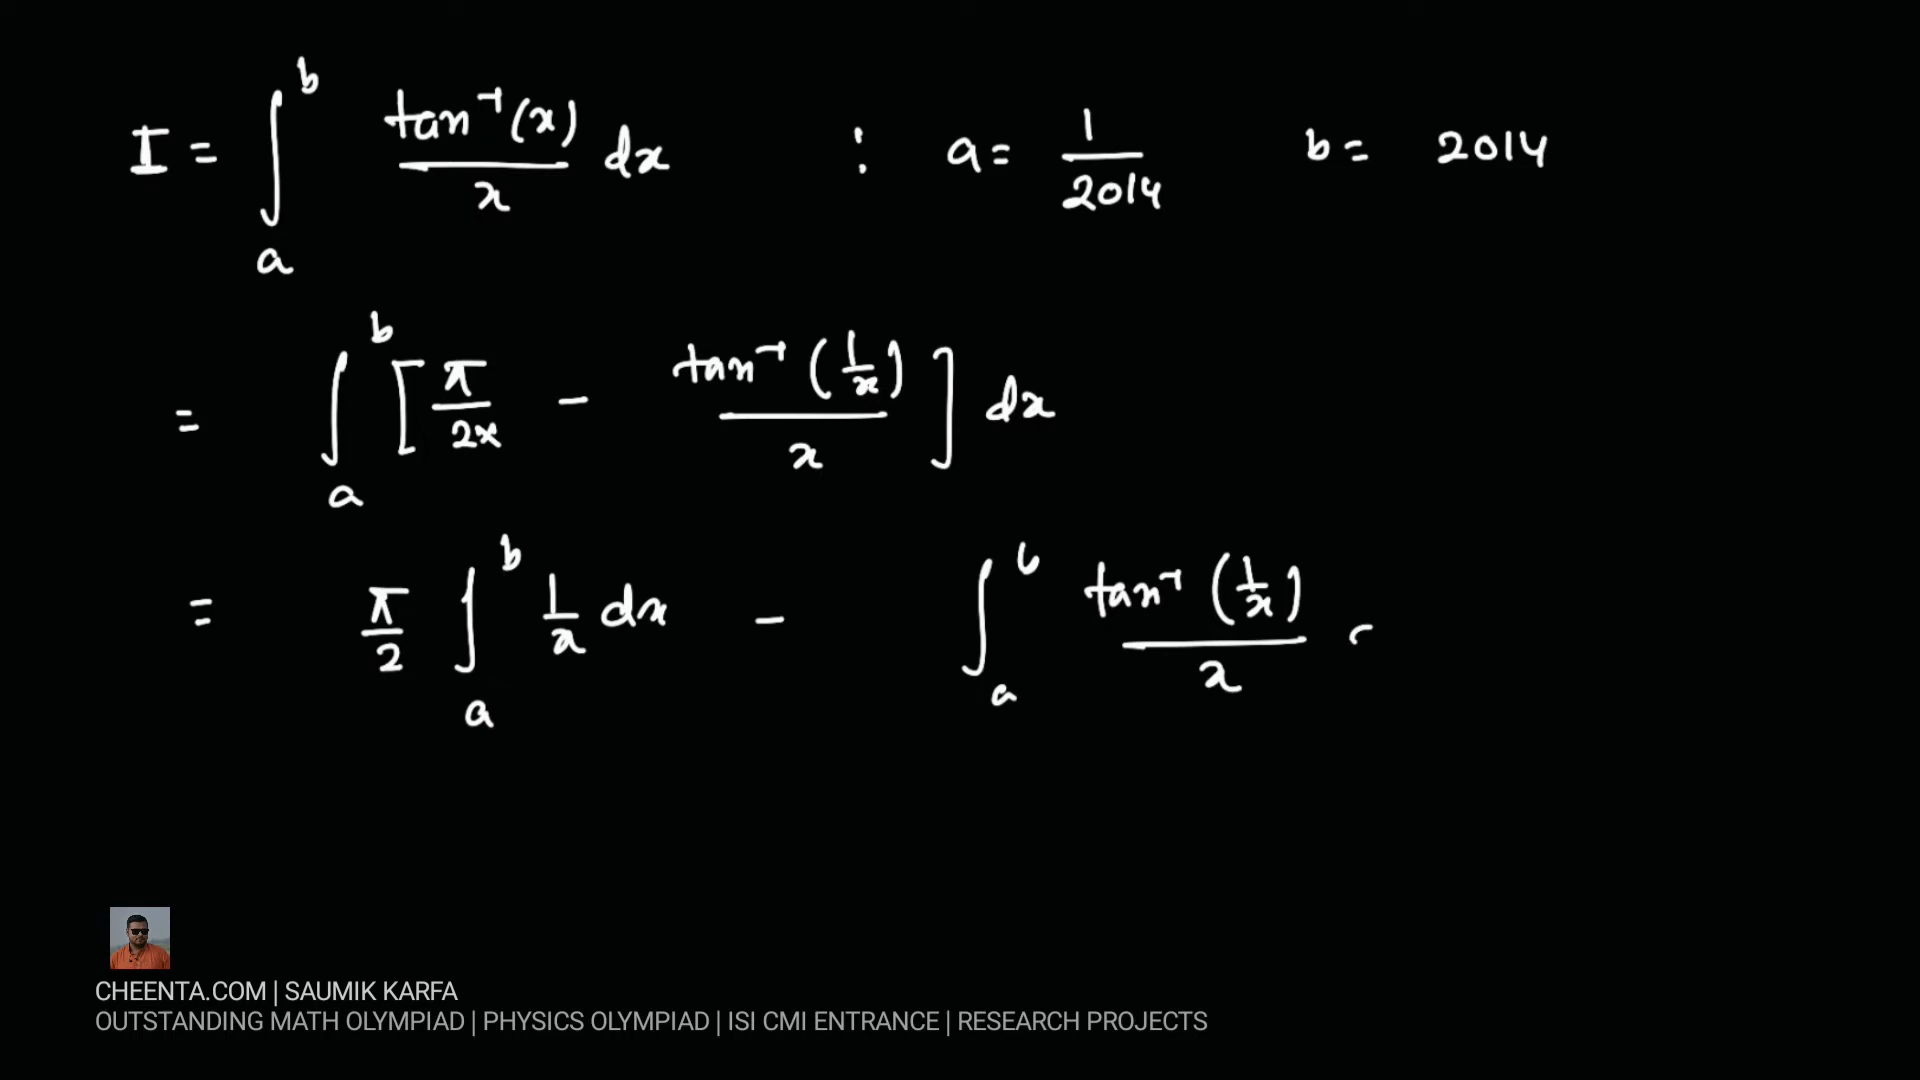 I = ∫_a^b tan⁻¹(x)/x dx : a = 1/2014 b = 2014
= ∫_a^b [π/2x - tan⁻¹(1/x)/x] dx
= π/2 ∫_a^b 1/x dx - ∫_a^b tan⁻¹(1/x)/x
CHEENTA.COM | SAUMIK KARFA
OUTSTANDING MATH OLYMPIAD | PHYSICS OLYMPIAD | ISI CMI ENTRANCE | RESEARCH PROJECTS